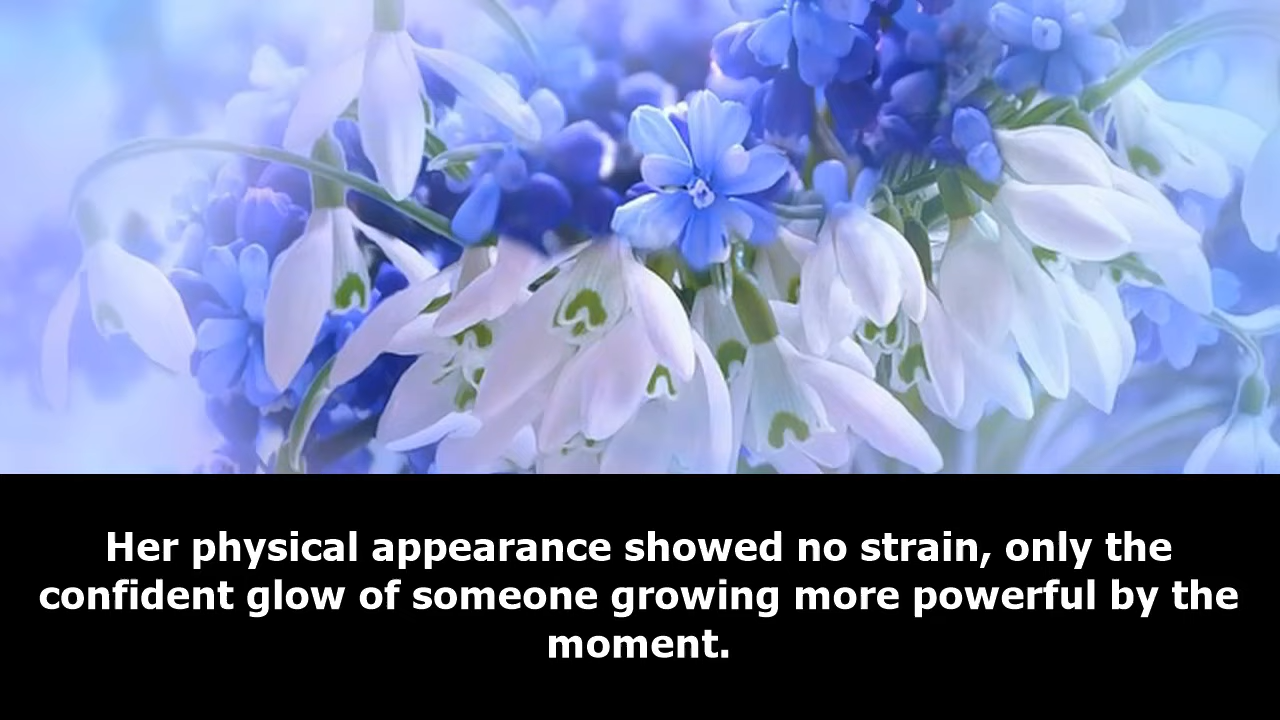 Her physical appearance showed no strain, only the
confident glow of someone growing more powerful by the
moment.